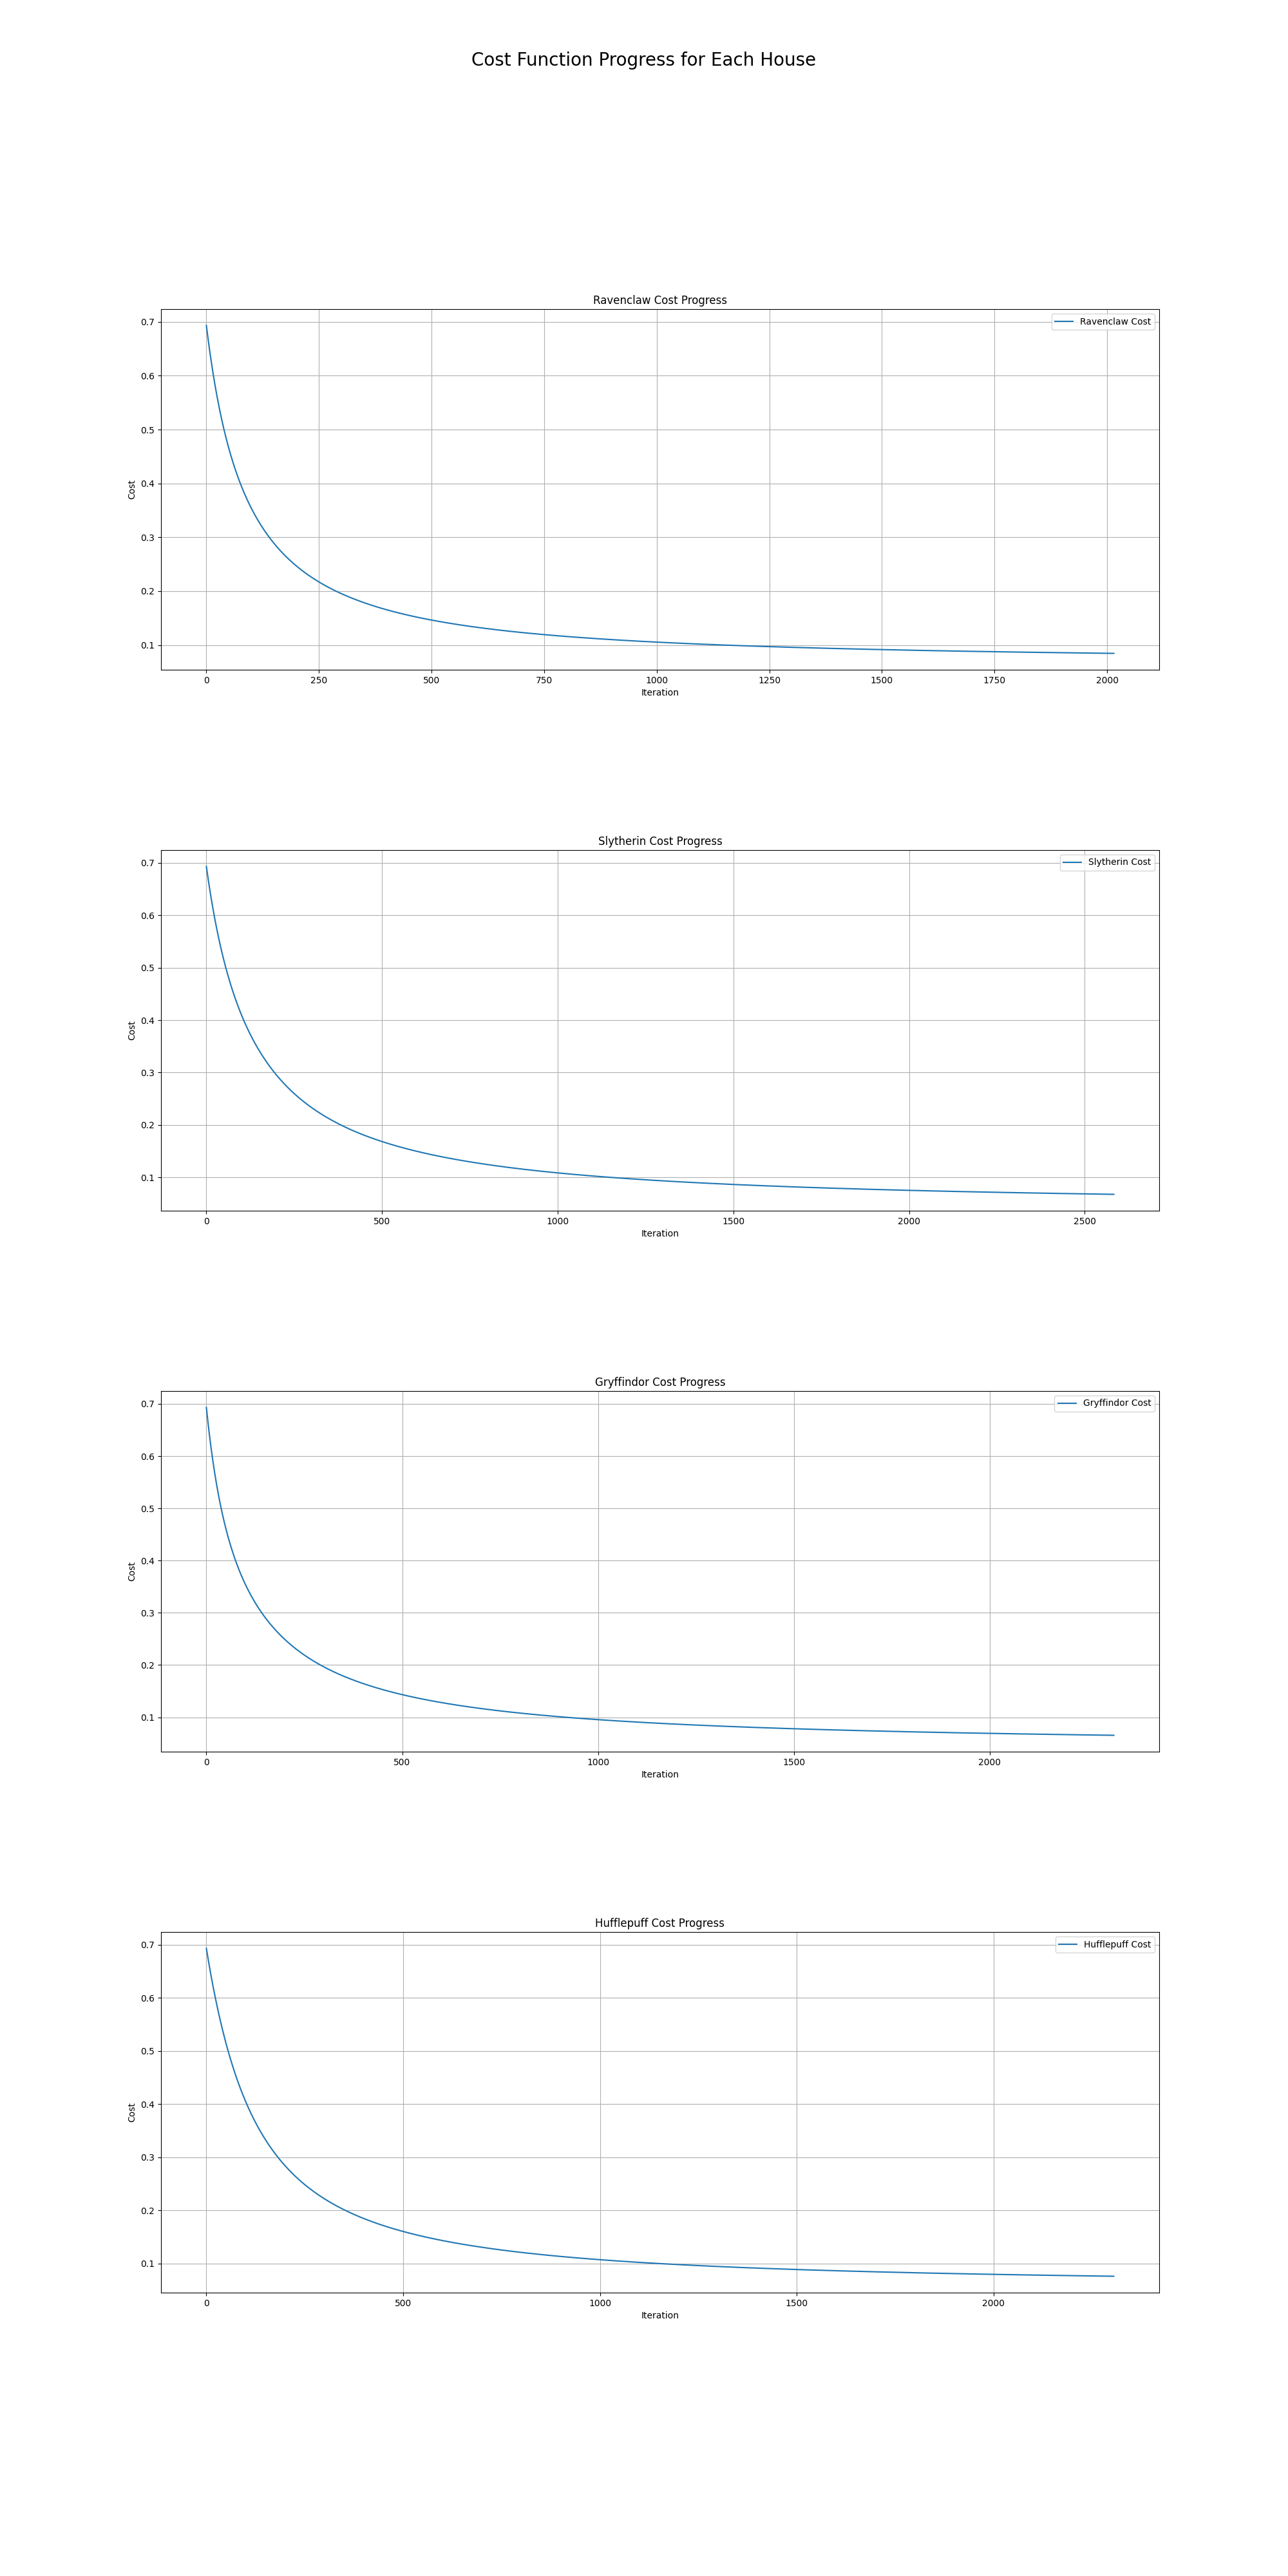 Cost Function Progress for Each House
Ravenclaw Cost Progress
Ravenclaw Cost
0.7
0.6
0.5
0.4
0.3
0.2
0.1
Cost
0 250 500 750 1000 1250 1500 1750 2000
Iteration
Slytherin Cost Progress
Slytherin Cost
0.7
0.6
0.5
0.4
0.3
0.2
0.1
Cost
0 500 1000 1500 2000 2500
Iteration
Gryffindor Cost Progress
Gryffindor Cost
0.7
0.6
0.5
0.4
0.3
0.2
0.1
Cost
0 500 1000 1500 2000
Iteration
Hufflepuff Cost Progress
Hufflepuff Cost
0.7
0.6
0.5
0.4
0.3
0.2
0.1
Cost
0 500 1000 1500 2000
Iteration